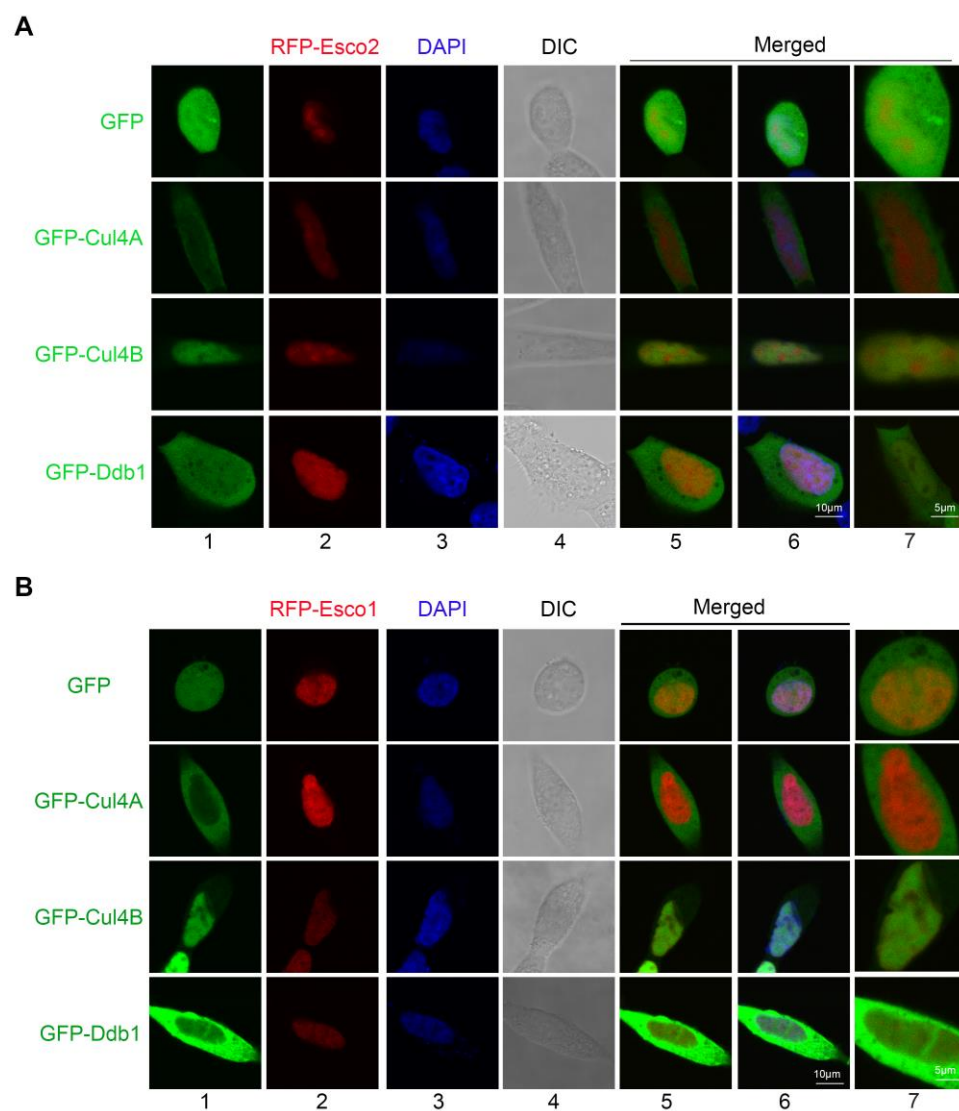 A
RFP-Esco2 DAPI DIC Merged
GFP
GFP-Cul4A
GFP-Cul4B
GFP-Ddb1
10μm 5μm
1 2 3 4 5 6 7
B
RFP-Esco1 DAPI DIC Merged
GFP
GFP-Cul4A
GFP-Cul4B
GFP-Ddb1
10μm 5μm
1 2 3 4 5 6 7